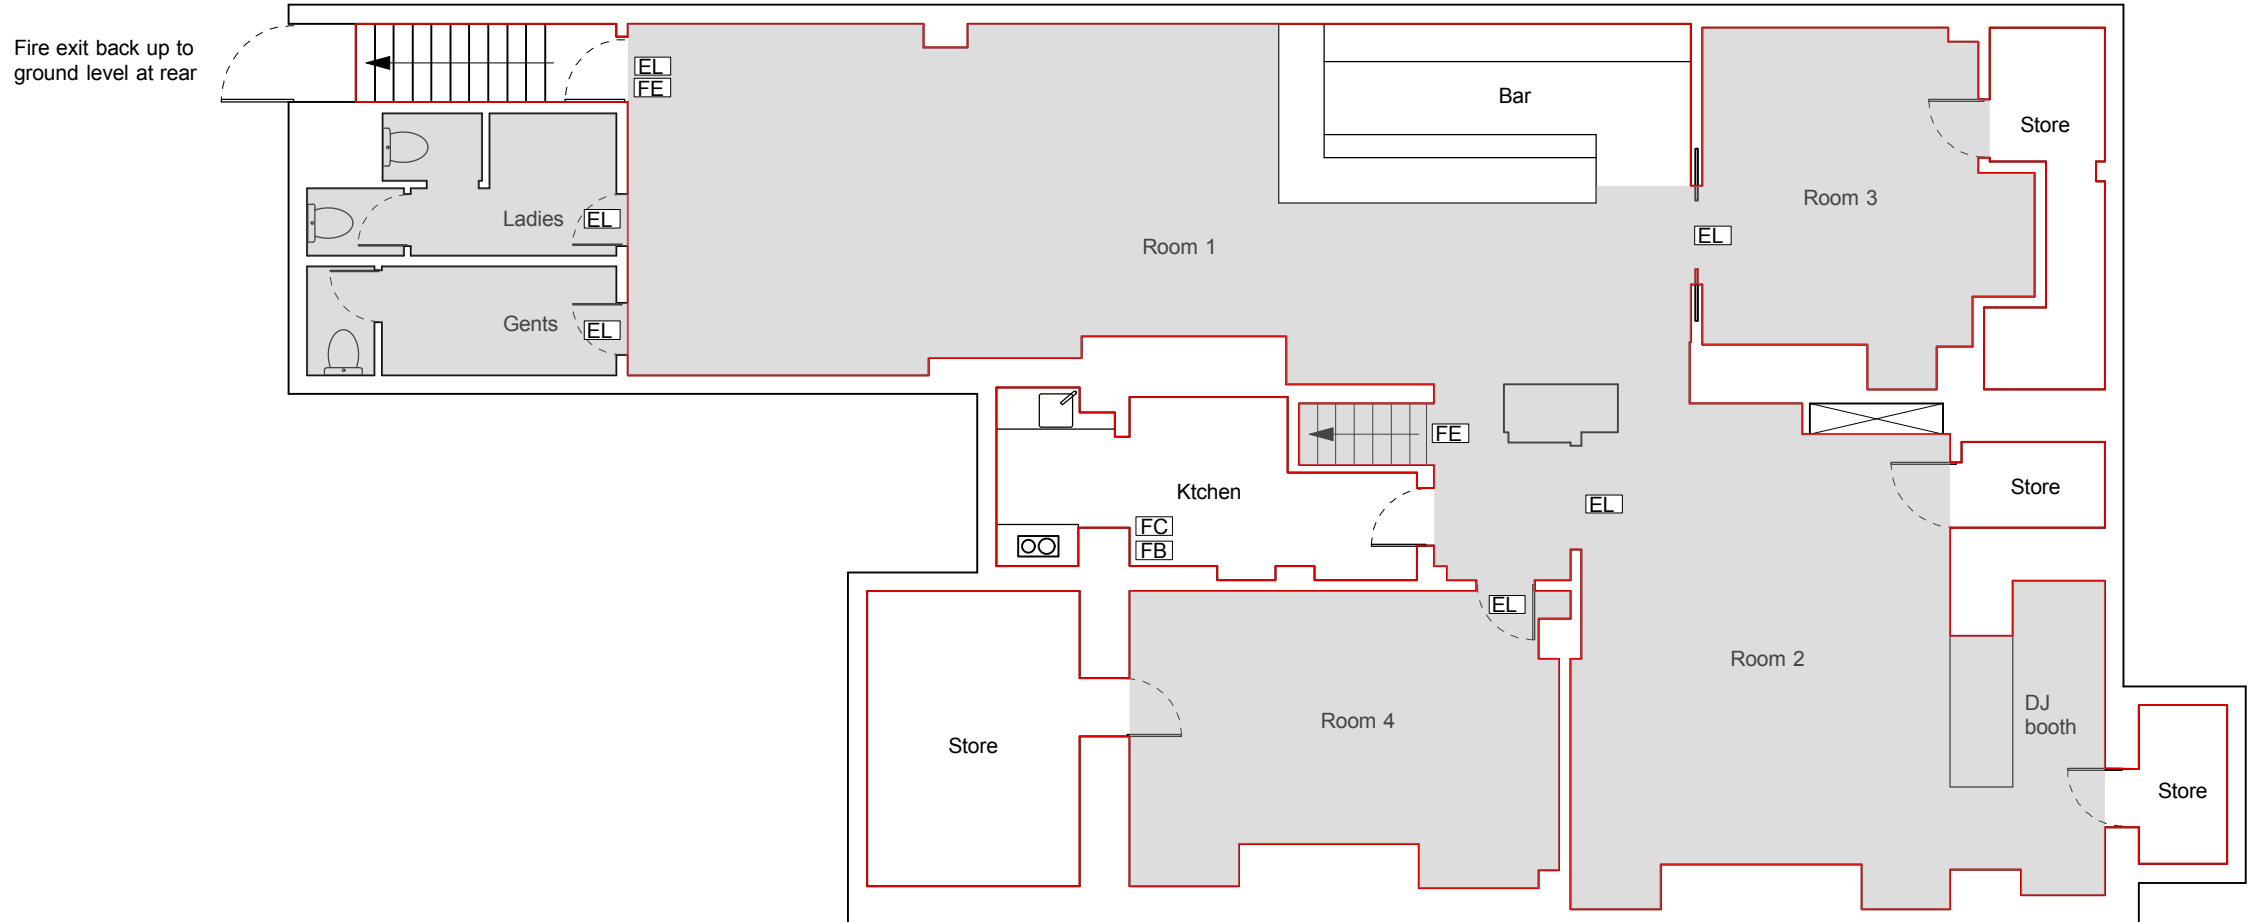 Fire exit back up to
ground level at rear
EL
FE
Bar
Store
Room 3
Ladies
EL
EL
Room 1
Gents
EL
FE
Ktchen
Store
EL
FC
FB
EL
Room 2
Room 4
DJ
booth
Store
Store